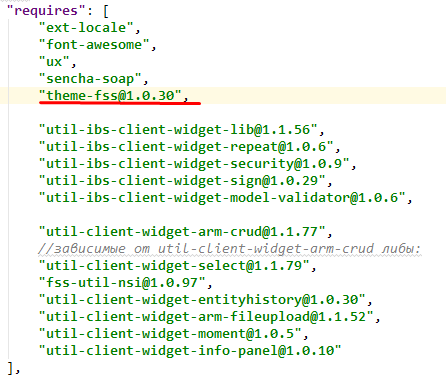 "requires": [
"ext-locale",
"font-awesome",
"ux",
"sencha-soap",
"theme-fss@1.0.30",
"util-ibs-client-widget-lib@1.1.56",
"util-ibs-client-widget-repeat@1.0.6",
"util-ibs-client-widget-security@1.0.9",
"util-ibs-client-widget-sign@1.0.29",
"util-ibs-client-widget-model-validator@1.0.6",
"util-client-widget-arm-crud@1.1.77",
//зависимые от util-client-widget-arm-crud либы:
"util-client-widget-select@1.1.79",
"fss-util-nsi@1.0.97",
"util-client-widget-entityhistory@1.0.30",
"util-client-widget-arm-fileupload@1.1.52",
"util-client-widget-moment@1.0.5",
"util-client-widget-info-panel@1.0.10"
],